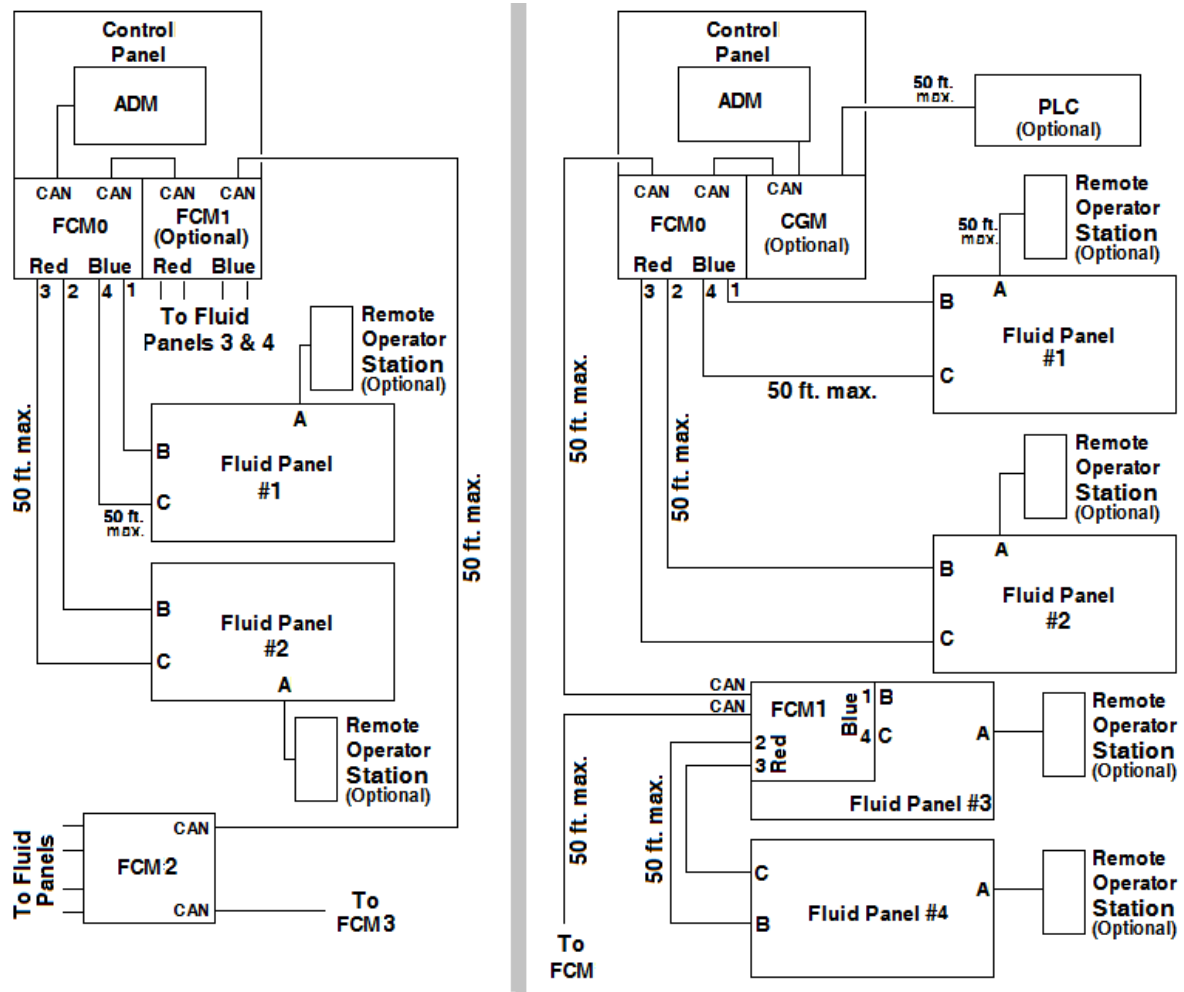 Control
Panel
ADM
CAN CAN CAN CAN
FCM0
FCM1
(Optional)
Red Blue Red Blue
3 2 4 1
To Fluid
Panels 3 & 4
Remote
Operator
Station
(Optional)
50 ft. max.
A
B
Fluid Panel
#1
C
50 ft.
max.
50 ft. max.
B
Fluid Panel
#2
C
A
Remote
Operator
Station
(Optional)
To Fluid
Panels
CAN
FCM2
CAN
To
FCM3
Control
Panel
ADM
50 ft.
max.
PLC
(Optional)
CAN CAN CAN
FCM0
CGM
(Optional)
Red Blue
3 2 4 1
Remote
Operator
Station
(Optional)
50 ft.
max.
A
B
Fluid Panel
#1
C
50 ft. max.
50 ft. max.
50 ft. max.
Remote
Operator
Station
(Optional)
A
B
Fluid Panel
#2
C
CAN
CAN
FCM1
Blue
1 B
4 C
2
3
Red
A
Fluid Panel #3
Remote
Operator
Station
(Optional)
50 ft. max.
50 ft. max.
C
B
Fluid Panel #4
A
Remote
Operator
Station
(Optional)
To
FCM